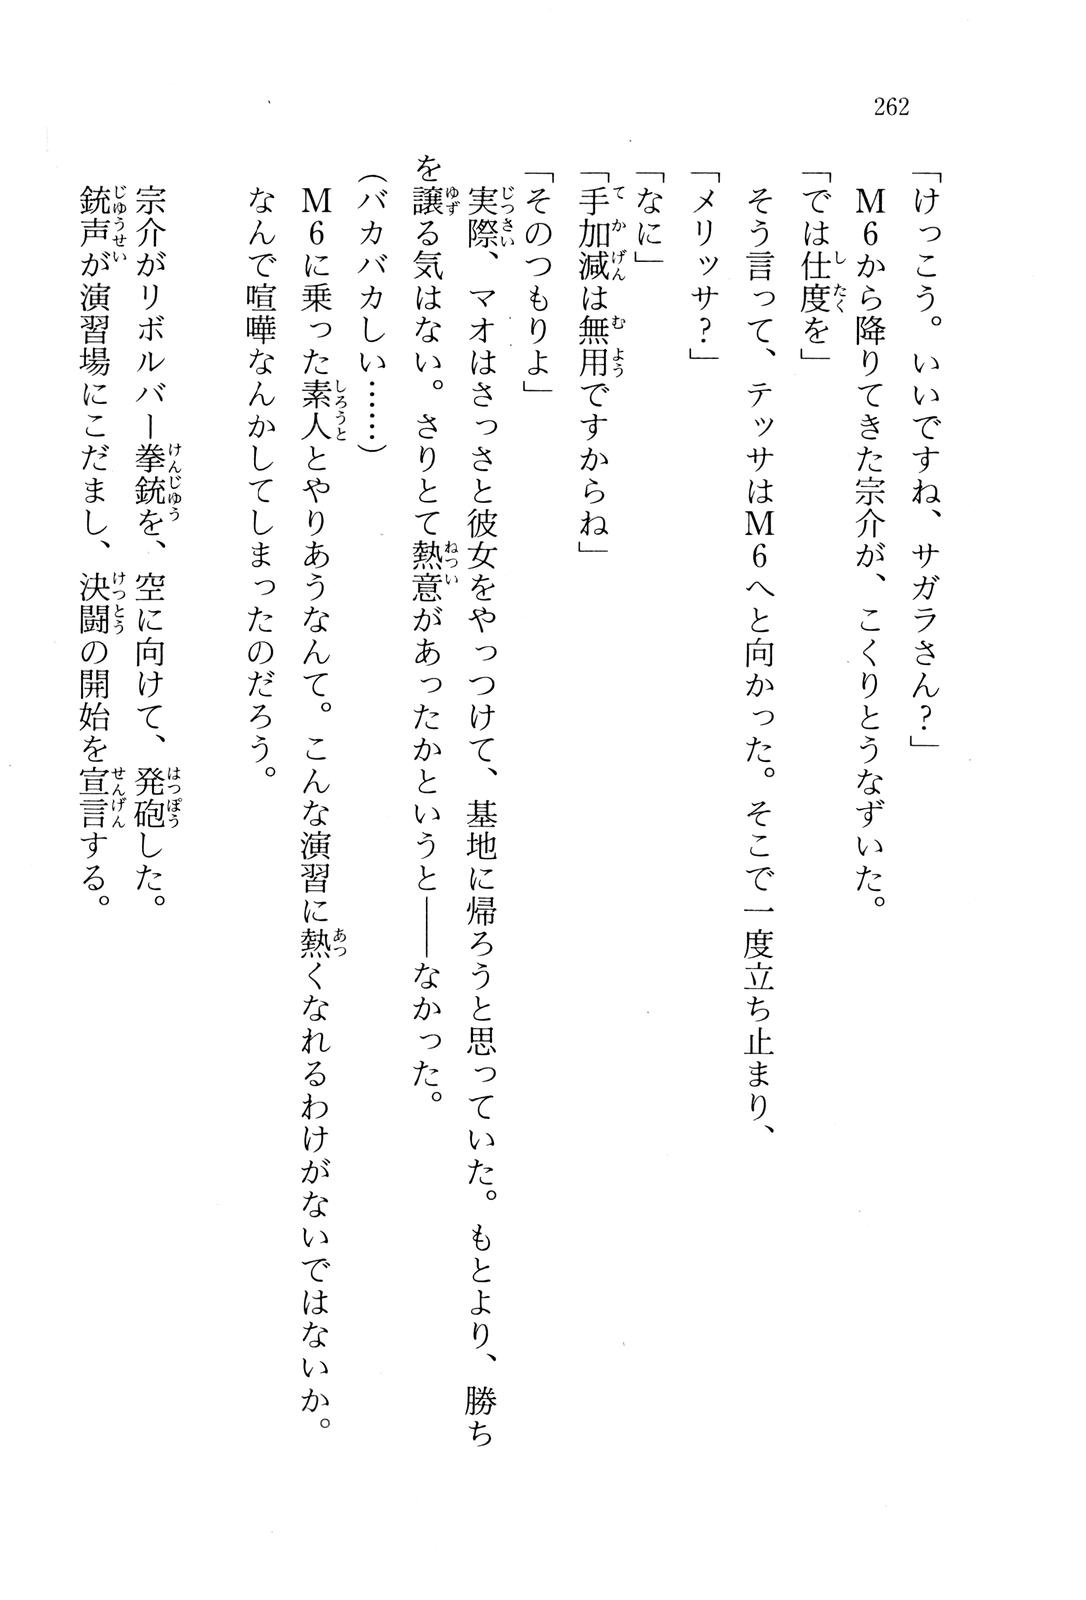 262
「けっこう。いいですね、サガラさん？」
M6から降りてきた宗介が、こくりとうなずいた。
「では仕度を」
そう言って、テッサはM6へと向かった。そこで一度立ち止まり、
「メリッサ？」
「なに」
「手加減は無用ですからね」
「そのつもりよ」
実際、マオはさっさと彼女をやっつけて、基地に帰ろうと思っていた。もとより、勝ち
を譲る気はない。さりとて熱意があったかというと――なかった。
（バカバカしい……）
M6に乗った素人とやりあうなんて。こんな演習に熱くなれるわけがないではないか。
なんで喧嘩なんかしてしまったのだろう。
宗介がリボルバー拳銃を、空に向けて、発砲した。
銃声が演習場にこだまし、決闘の開始を宣言する。